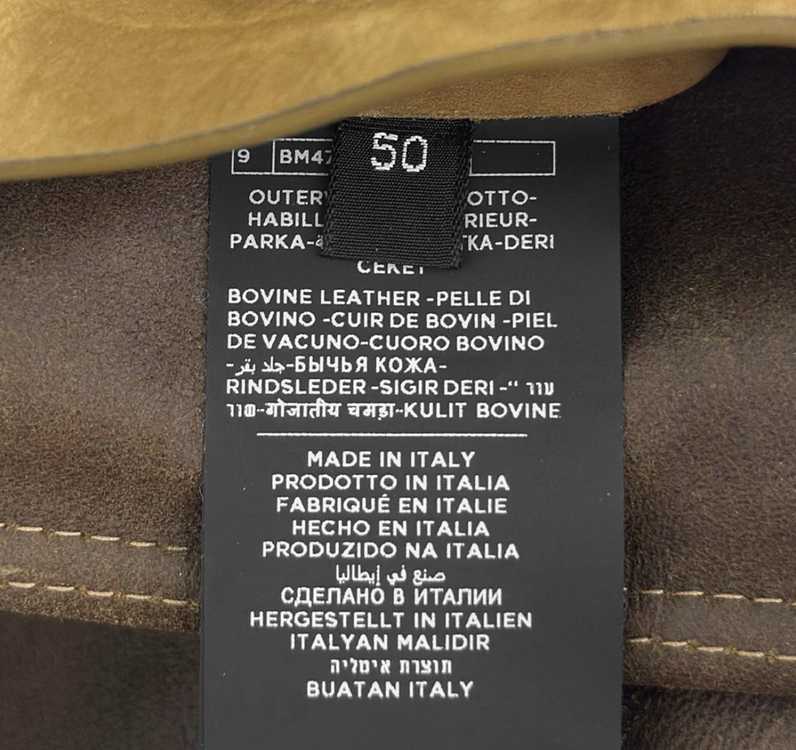 50
9 BM47
OUTER OTTO-
HABILL RIEUR-
PARKA- KA-DERI
CEKET
BOVINE LEATHER -PELLE DI
BOVINO -CUIR DE BOVIN -PIEL
DE VACUNO-CUORO BOVINO
-جلد بقر-БЫЧЬЯ КОЖА-
RINDSLEDER -SIGIR DERI -“ עור
गोजातीय चमड़ा-KULIT BOVINE
MADE IN ITALY
PRODOTTO IN ITALIA
FABRIQUÉ EN ITALIE
HECHO EN ITALIA
PRODUZIDO NA ITALIA
صنع في إيطاليا
СДЕЛАНО В ИТАЛИИ
HERGESTELLT IN ITALIEN
ITALYAN MALIDIR
תוצרת איטליה
BUATAN ITALY